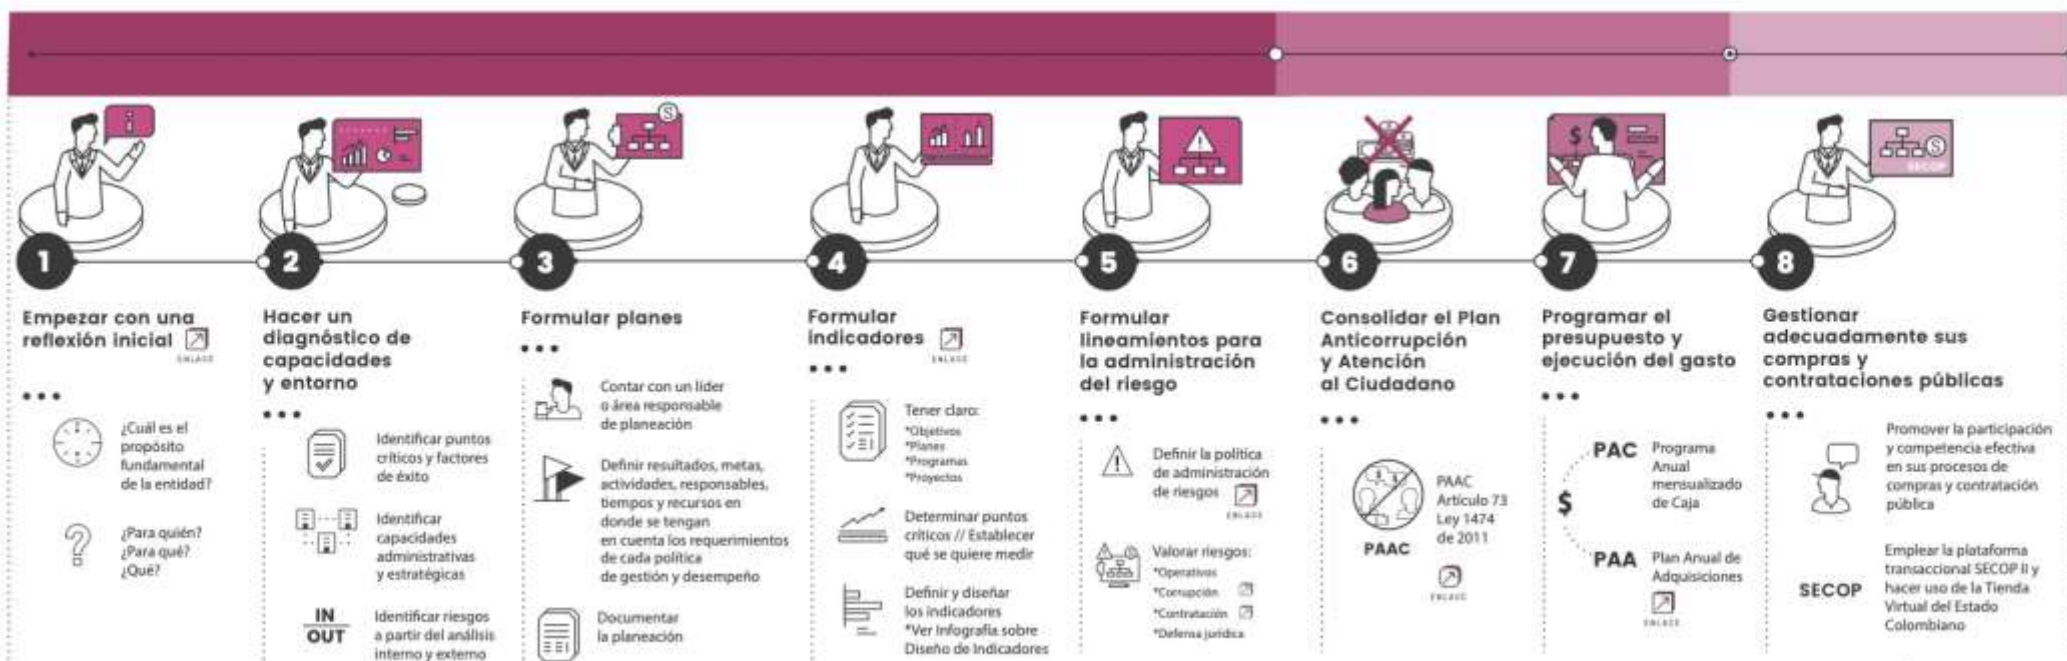 1
Empezar con una
reflexión inicial
ENLACE
¿Cuál es el
propósito
fundamental
de la entidad?
¿Para quién?
¿Para qué?
¿Qué?
2
Hacer un
diagnóstico de
capacidades
y entorno
Identificar puntos
críticos y factores
de éxito
Identificar
capacidades
administrativas
y estratégicas
IN
OUT
Identificar riesgos
a partir del análisis
interno y externo
S
3
Formular planes
Contar con un líder
o área responsable
de planeación
Definir resultados, metas,
actividades, responsables,
tiempos y recursos en
donde se tengan
en cuenta los requerimientos
de cada política
de gestión y desempeño
Documentar
la planeación
4
Formular
indicadores
ENLACE
Tener claro:
*Objetivos
*Planes
*Programas
*Proyectos
Determinar puntos
críticos // Establecer
qué se quiere medir
Definir y diseñar
los indicadores
*Ver Infografía sobre
Diseño de Indicadores
5
Formular
lineamientos para
la administración
del riesgo
Definir la política
de administración
de riesgos
ENLACE
Valorar riesgos:
*Operativos
*Corrupción
*Contratación
*Defensa jurídica
6
Consolidar el Plan
Anticorrupción
y Atención
al Ciudadano
PAAC
PAAC
Artículo 73
Ley 1474
de 2011
ENLACE
$
7
Programar el
presupuesto y
ejecución del gasto
PAC
Programa
Anual
mensualizado
de Caja
$
PAA
Plan Anual de
Adquisiciones
ENLACE
S
SECOP
8
Gestionar
adecuadamente sus
compras y
contrataciones públicas
Promover la participación
y competencia efectiva
en sus procesos de
compras y contratación
pública
SECOP
Emplear la plataforma
transaccional SECOP II y
hacer uso de la Tienda
Virtual del Estado
Colombiano